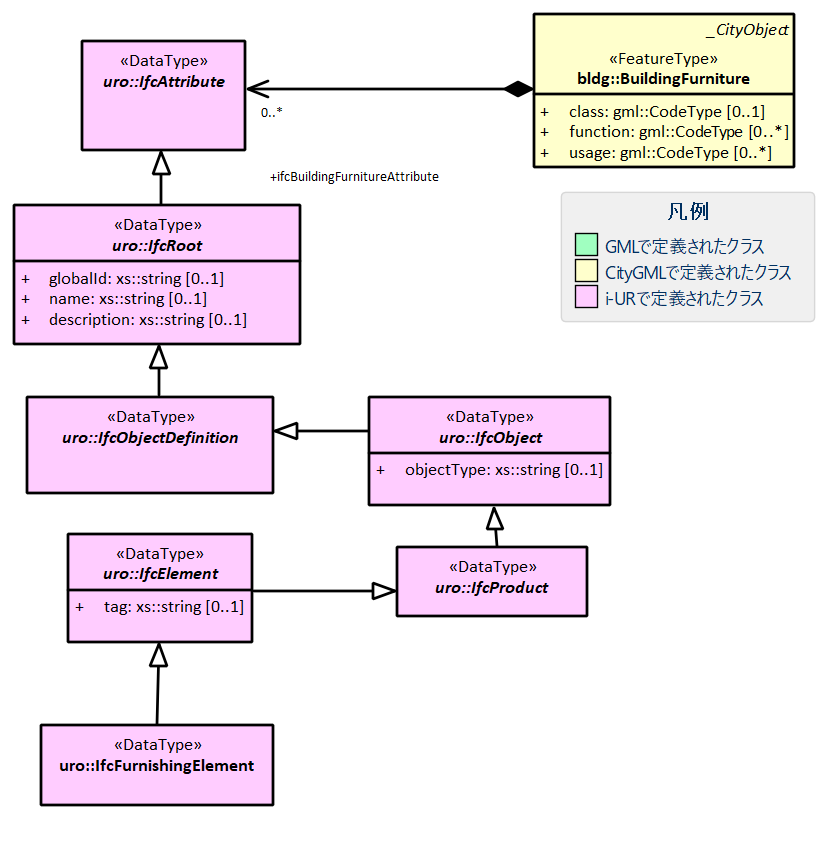 «DataType»
uro::IfcAttribute
_CityObject
«FeatureType»
bldg::BuildingFurniture
+ class: gml::CodeType [0..1]
+ function: gml::CodeType [0..*]
+ usage: gml::CodeType [0..*]
0..*
+ifcBuildingFurnitureAttribute
凡例
GMLで定義されたクラス
CityGMLで定義されたクラス
i-URで定義されたクラス
«DataType»
uro::IfcRoot
+ globalId: xs::string [0..1]
+ name: xs::string [0..1]
+ description: xs::string [0..1]
«DataType»
uro::IfcObjectDefinition
«DataType»
uro::IfcObject
+ objectType: xs::string [0..1]
«DataType»
uro::IfcElement
+ tag: xs::string [0..1]
«DataType»
uro::IfcProduct
«DataType»
uro::IfcFurnishingElement